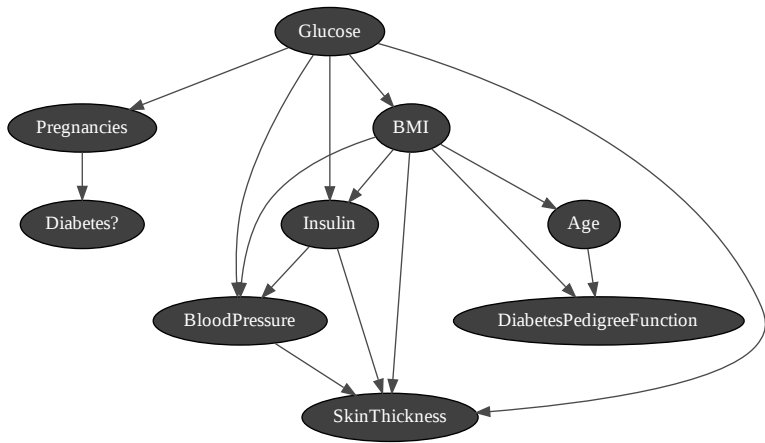 Glucose
Pregnancies
BMI
Diabetes?
Insulin
Age
BloodPressure
DiabetesPedigreeFunction
SkinThickness